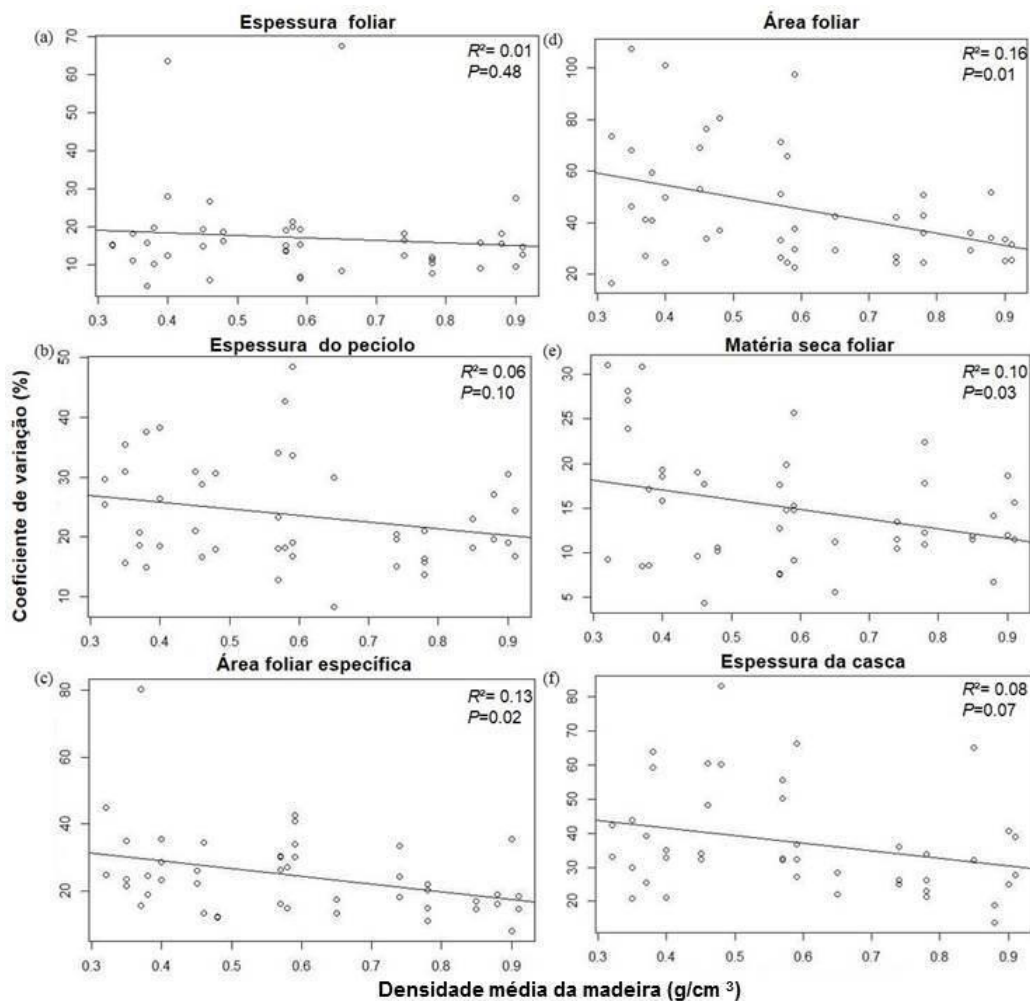 Coeficiente de variação (%)
(a)
Espessura foliar
R²= 0.01
P=0.48
70
60
50
40
30
20
10
0.3 0.4 0.5 0.6 0.7 0.8 0.9
(b)
Espessura do pecíolo
R²= 0.06
P=0.10
50
40
30
20
10
0.3 0.4 0.5 0.6 0.7 0.8 0.9
(c)
Área foliar específica
R²= 0.13
P=0.02
80
60
40
20
0.3 0.4 0.5 0.6 0.7 0.8 0.9
(d)
Área foliar
R²= 0.16
P=0.01
100
80
60
40
20
0.3 0.4 0.5 0.6 0.7 0.8 0.9
(e)
Matéria seca foliar
R²= 0.10
P=0.03
30
25
20
15
10
5
0.3 0.4 0.5 0.6 0.7 0.8 0.9
(f)
Espessura da casca
R²= 0.08
P=0.07
80
70
60
50
40
30
20
0.3 0.4 0.5 0.6 0.7 0.8 0.9
Densidade média da madeira (g/cm ³)